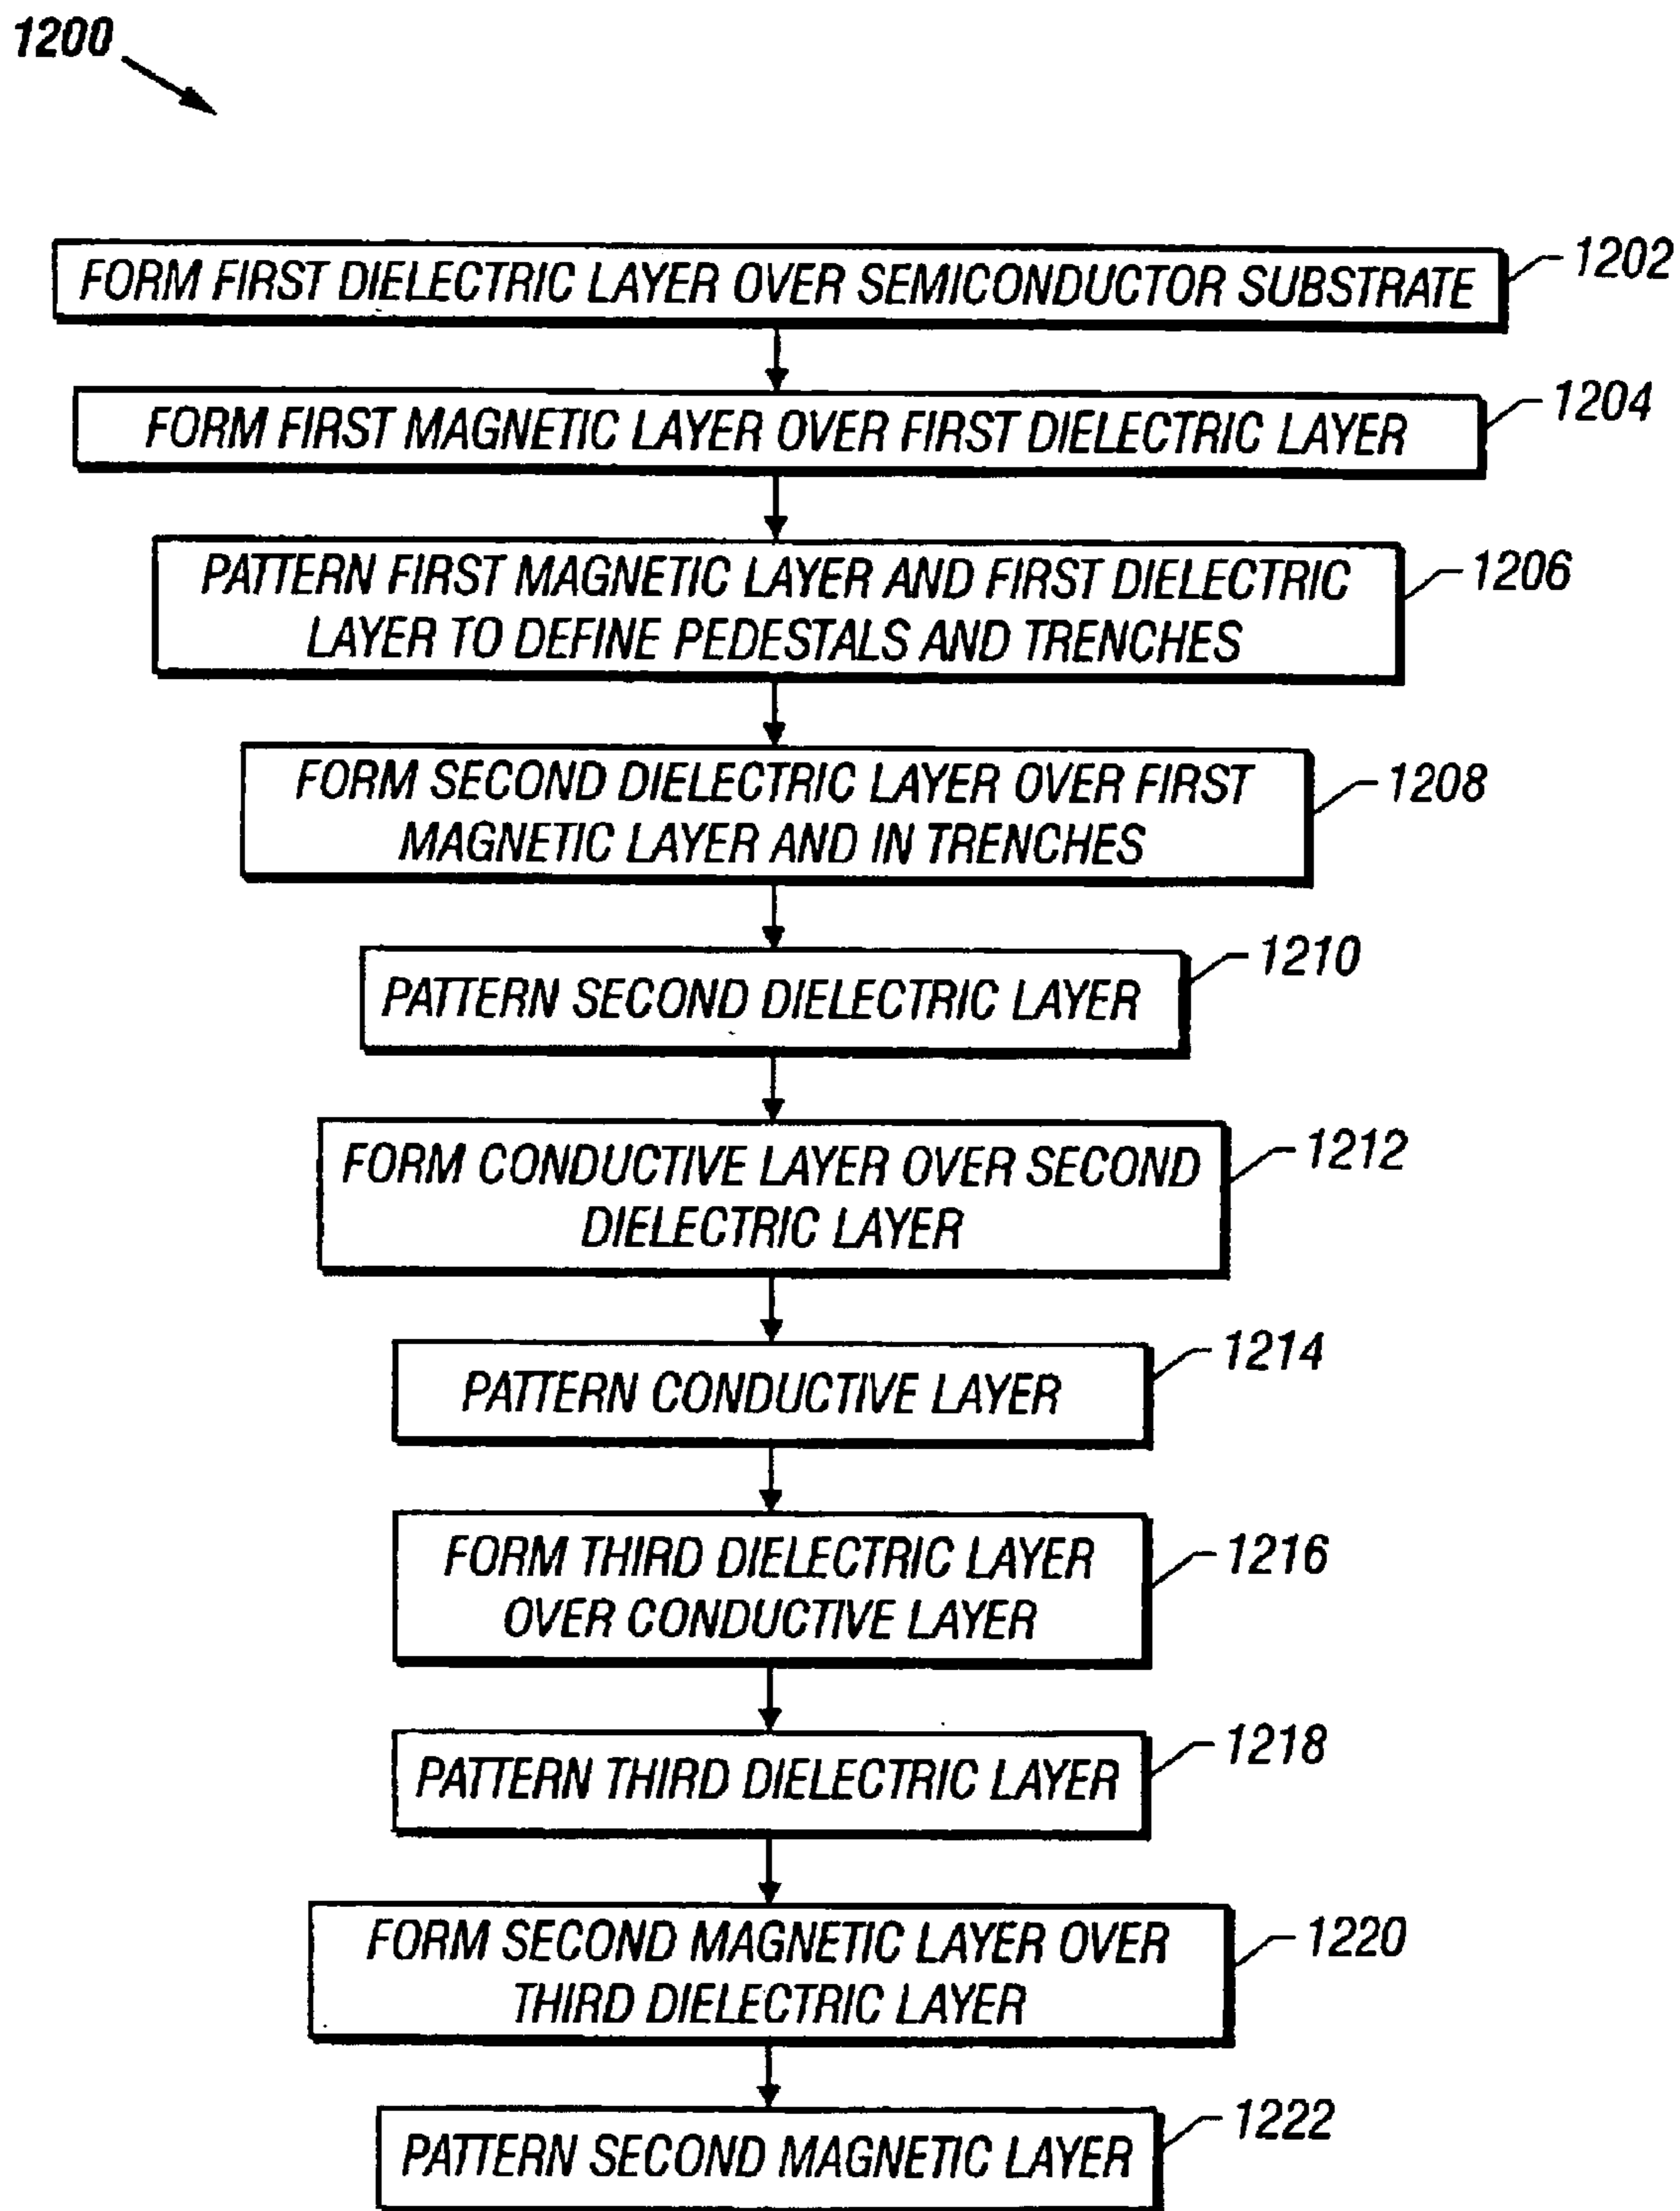 1200
FORM FIRST DIELECTRIC LAYER OVER SEMICONDUCTOR SUBSTRATE
1202
FORM FIRST MAGNETIC LAYER OVER FIRST DIELECTRIC LAYER
1204
PATTERN FIRST MAGNETIC LAYER AND FIRST DIELECTRIC
LAYER TO DEFINE PEDESTALS AND TRENCHES
1206
FORM SECOND DIELECTRIC LAYER OVER FIRST
MAGNETIC LAYER AND IN TRENCHES
1208
PATTERN SECOND DIELECTRIC LAYER
1210
FORM CONDUCTIVE LAYER OVER SECOND
DIELECTRIC LAYER
1212
PATTERN CONDUCTIVE LAYER
1214
FORM THIRD DIELECTRIC LAYER
OVER CONDUCTIVE LAYER
1216
PATTERN THIRD DIELECTRIC LAYER
1218
FORM SECOND MAGNETIC LAYER OVER
THIRD DIELECTRIC LAYER
1220
PATTERN SECOND MAGNETIC LAYER
1222